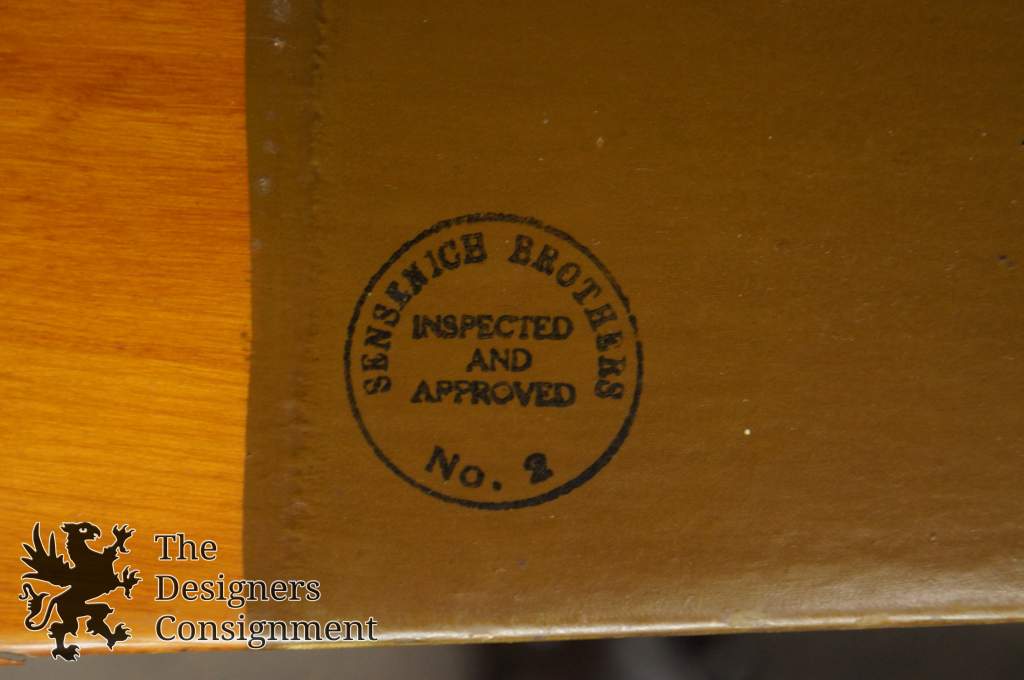 SENSENICH BROTHERS
INSPECTED
AND
APPROVED
No. 2
The
Designers
Consignment